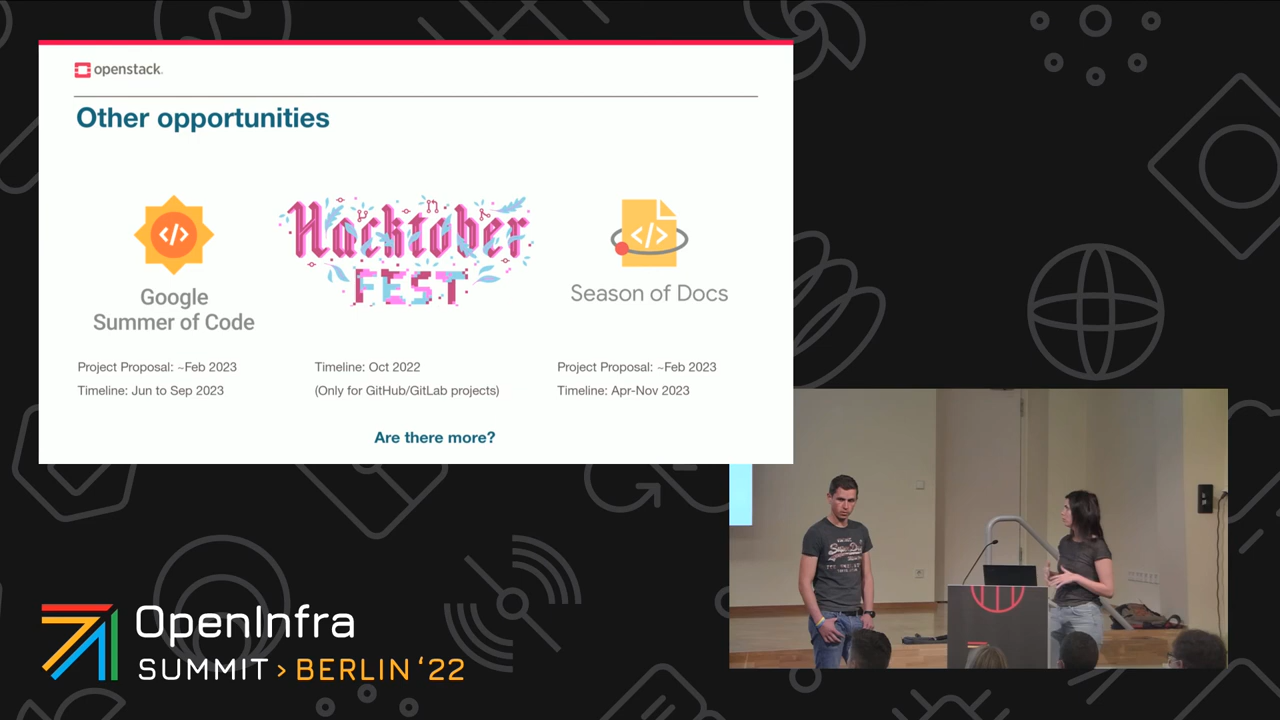 openstack.
Other opportunities
</>
Hacktober
FEST
</>
Google
Summer of Code
Season of Docs
Project Proposal: ~Feb 2023
Timeline: Jun to Sep 2023
Timeline: Oct 2022
(Only for GitHub/GitLab projects)
Project Proposal: ~Feb 2023
Timeline: Apr-Nov 2023
Are there more?
OpenInfra
SUMMIT > BERLIN ‘22